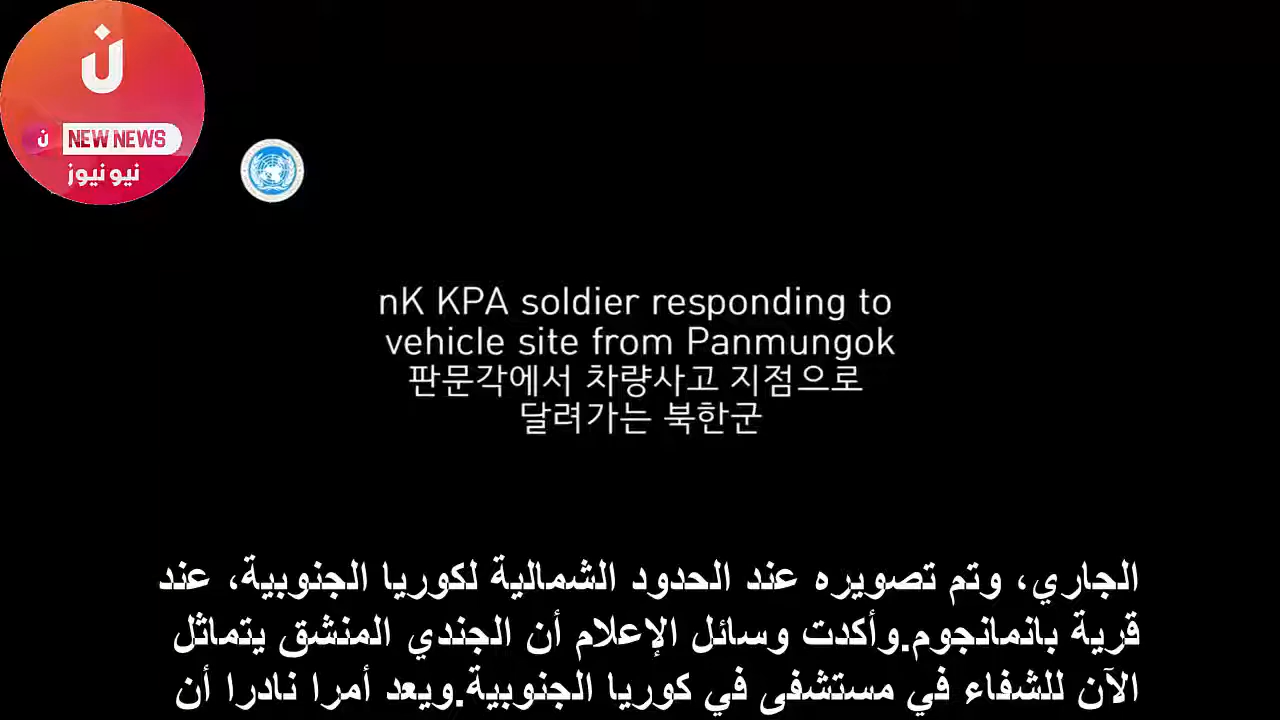 ن
ن NEW NEWS
نيو نيوز
nK KPA soldier responding to
vehicle site from Panmungok
판문각에서 차량사고 지점으로
달려가는 북한군
الجاري، وتم تصويره عند الحدود الشمالية لكوريا الجنوبية، عند
قرية بانمانجوم.وأكدت وسائل الإعلام أن الجندي المنشق يتماثل
الآن للشفاء في مستشفى في كوريا الجنوبية.ويعد أمرا نادرا أن